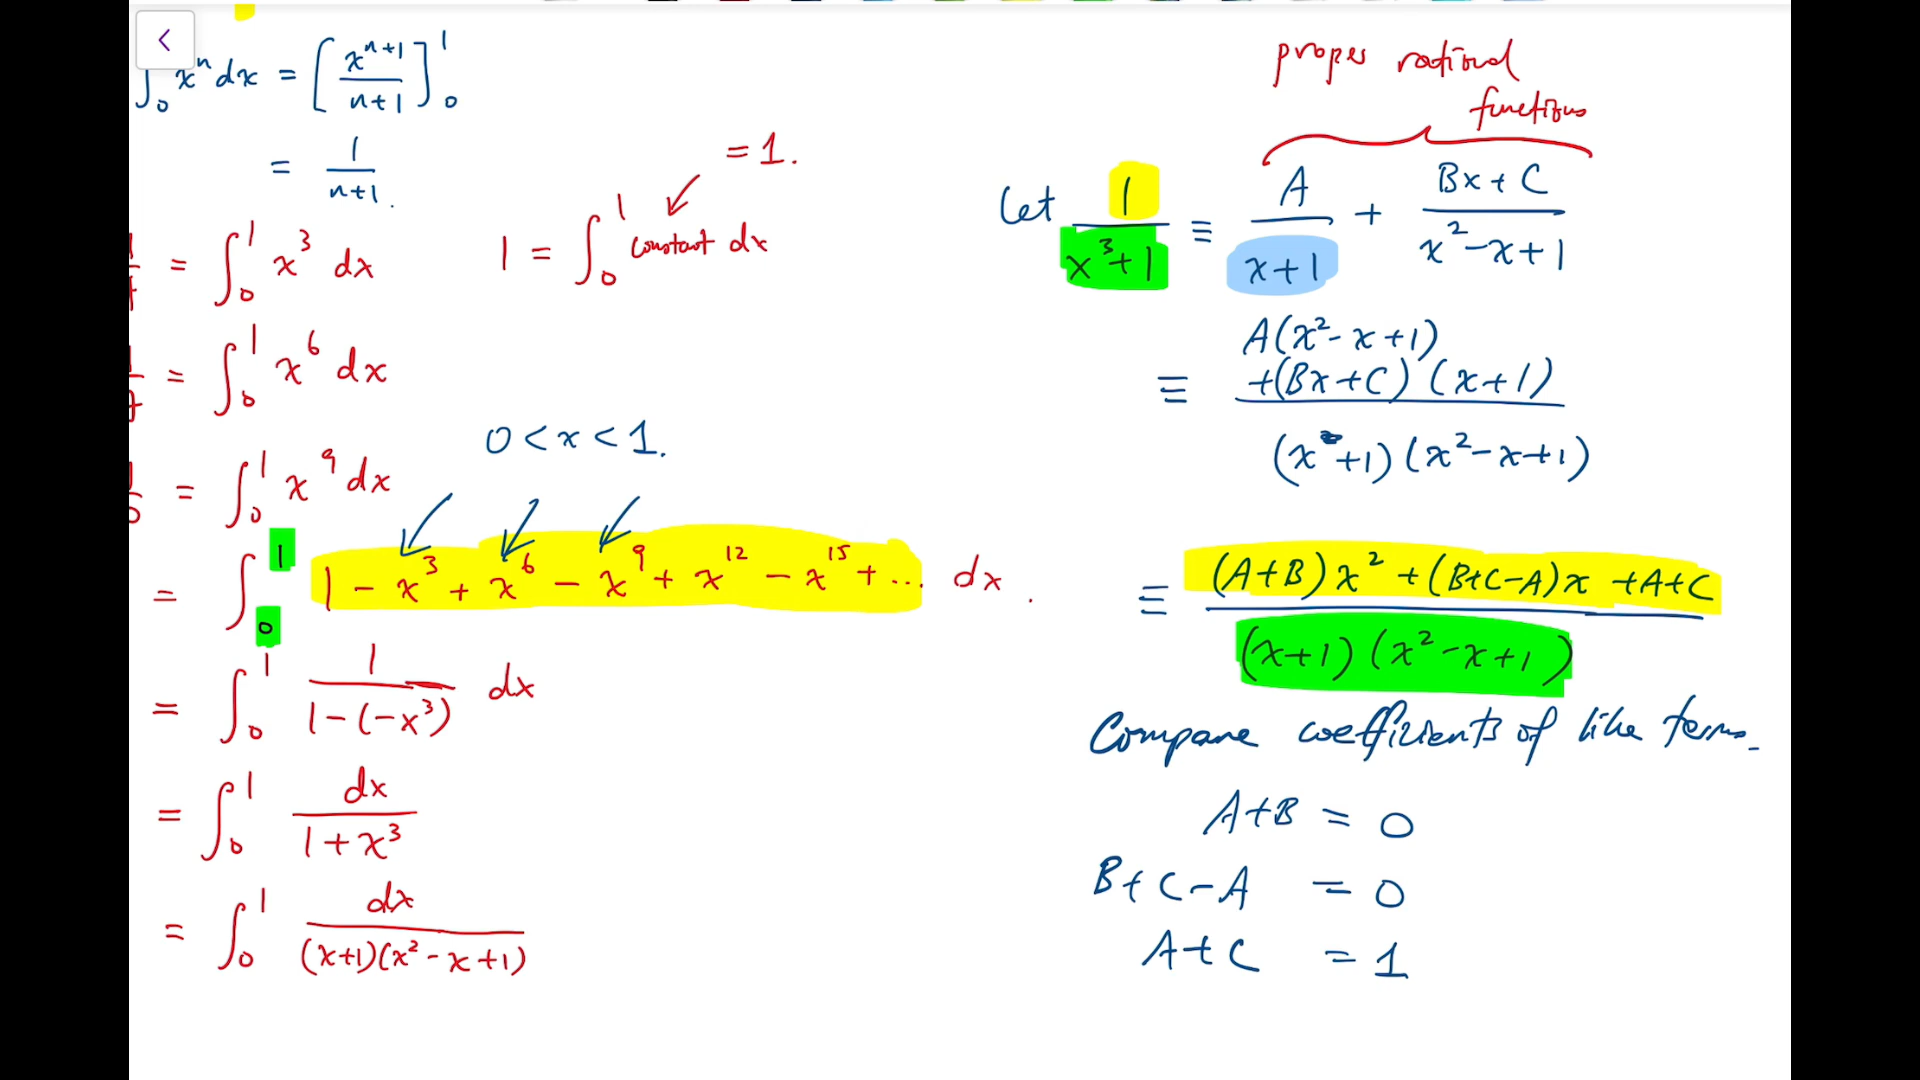 ∫₀ xⁿ dx = [xⁿ⁺¹/n+1]₀¹
= 1/n+1.
= ∫₀¹ x³ dx
= ∫₀¹ x⁶ dx
= ∫₀¹ x⁹ dx
= 1.
1 = ∫₀¹ constant dx
0 < x < 1.
= ∫₀¹ 1 - x³ + x⁶ - x⁹ + x¹² - x¹⁵ + ... dx.
= ∫₀¹ 1/1-(-x³) dx
= ∫₀¹ dx/1+x³
= ∫₀¹ dx/(x+1)(x²-x+1)
proper rational
functions
Let 1/x³+1 ≡ A/x+1 + Bx+C/x²-x+1
A(x²-x+1)
≡ +(Bx+C)(x+1)
(x+1)(x²-x+1)
≡ (A+B)x² + (B+C-A)x + A+C
(x+1)(x²-x+1)
Compare coefficients of like terms.
A+B = 0
B+C-A = 0
A+C = 1